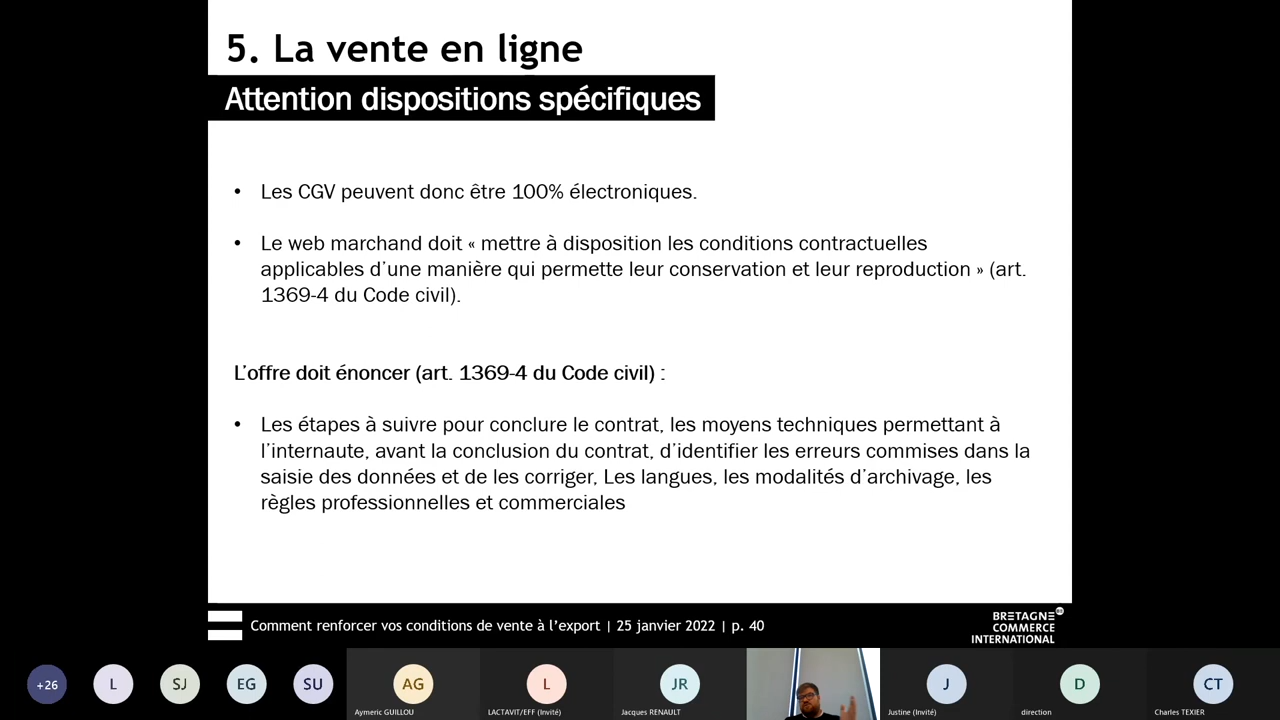 5. La vente en ligne
Attention dispositions spécifiques
• Les CGV peuvent donc être 100% électroniques.
• Le web marchand doit « mettre à disposition les conditions contractuelles
applicables d’une manière qui permette leur conservation et leur reproduction » (art.
1369-4 du Code civil).
L’offre doit énoncer (art. 1369-4 du Code civil) :
• Les étapes à suivre pour conclure le contrat, les moyens techniques permettant à
l’internaute, avant la conclusion du contrat, d’identifier les erreurs commises dans la
saisie des données et de les corriger, Les langues, les modalités d’archivage, les
règles professionnelles et commerciales
Comment renforcer vos conditions de vente à l’export | 25 janvier 2022 | p. 40
BRETAGNE
COMMERCE
INTERNATIONAL
+26
L
SJ
EG
SU
AG
L
JR
J
D
CT
Aymeric GUILLOU
LACTAVIT/EFF (Invité)
Jacques RENAULT
Justine (Invité)
direction
Charles TEXIER